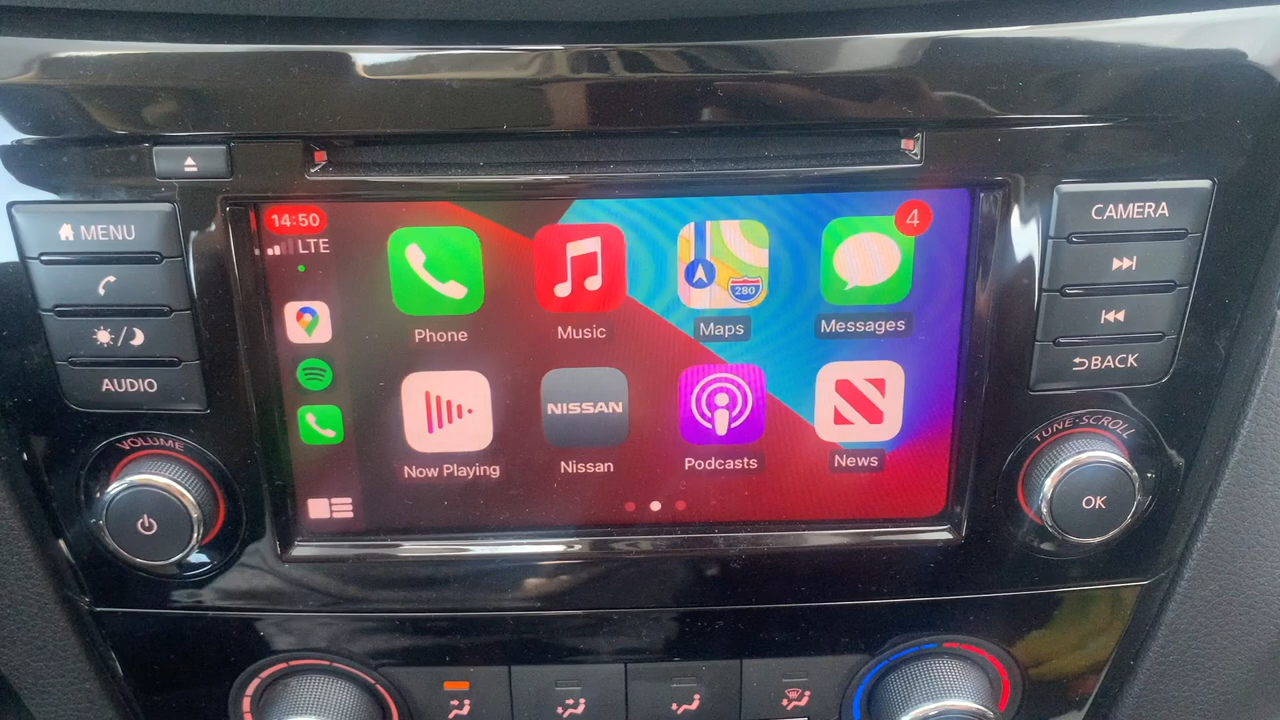 MENU
AUDIO
VOLUME
14:50
LTE
Phone
Music
280
Maps
4
Messages
Now Playing
NISSAN
Nissan
Podcasts
News
CAMERA
BACK
TUNE·SCROLL
OK